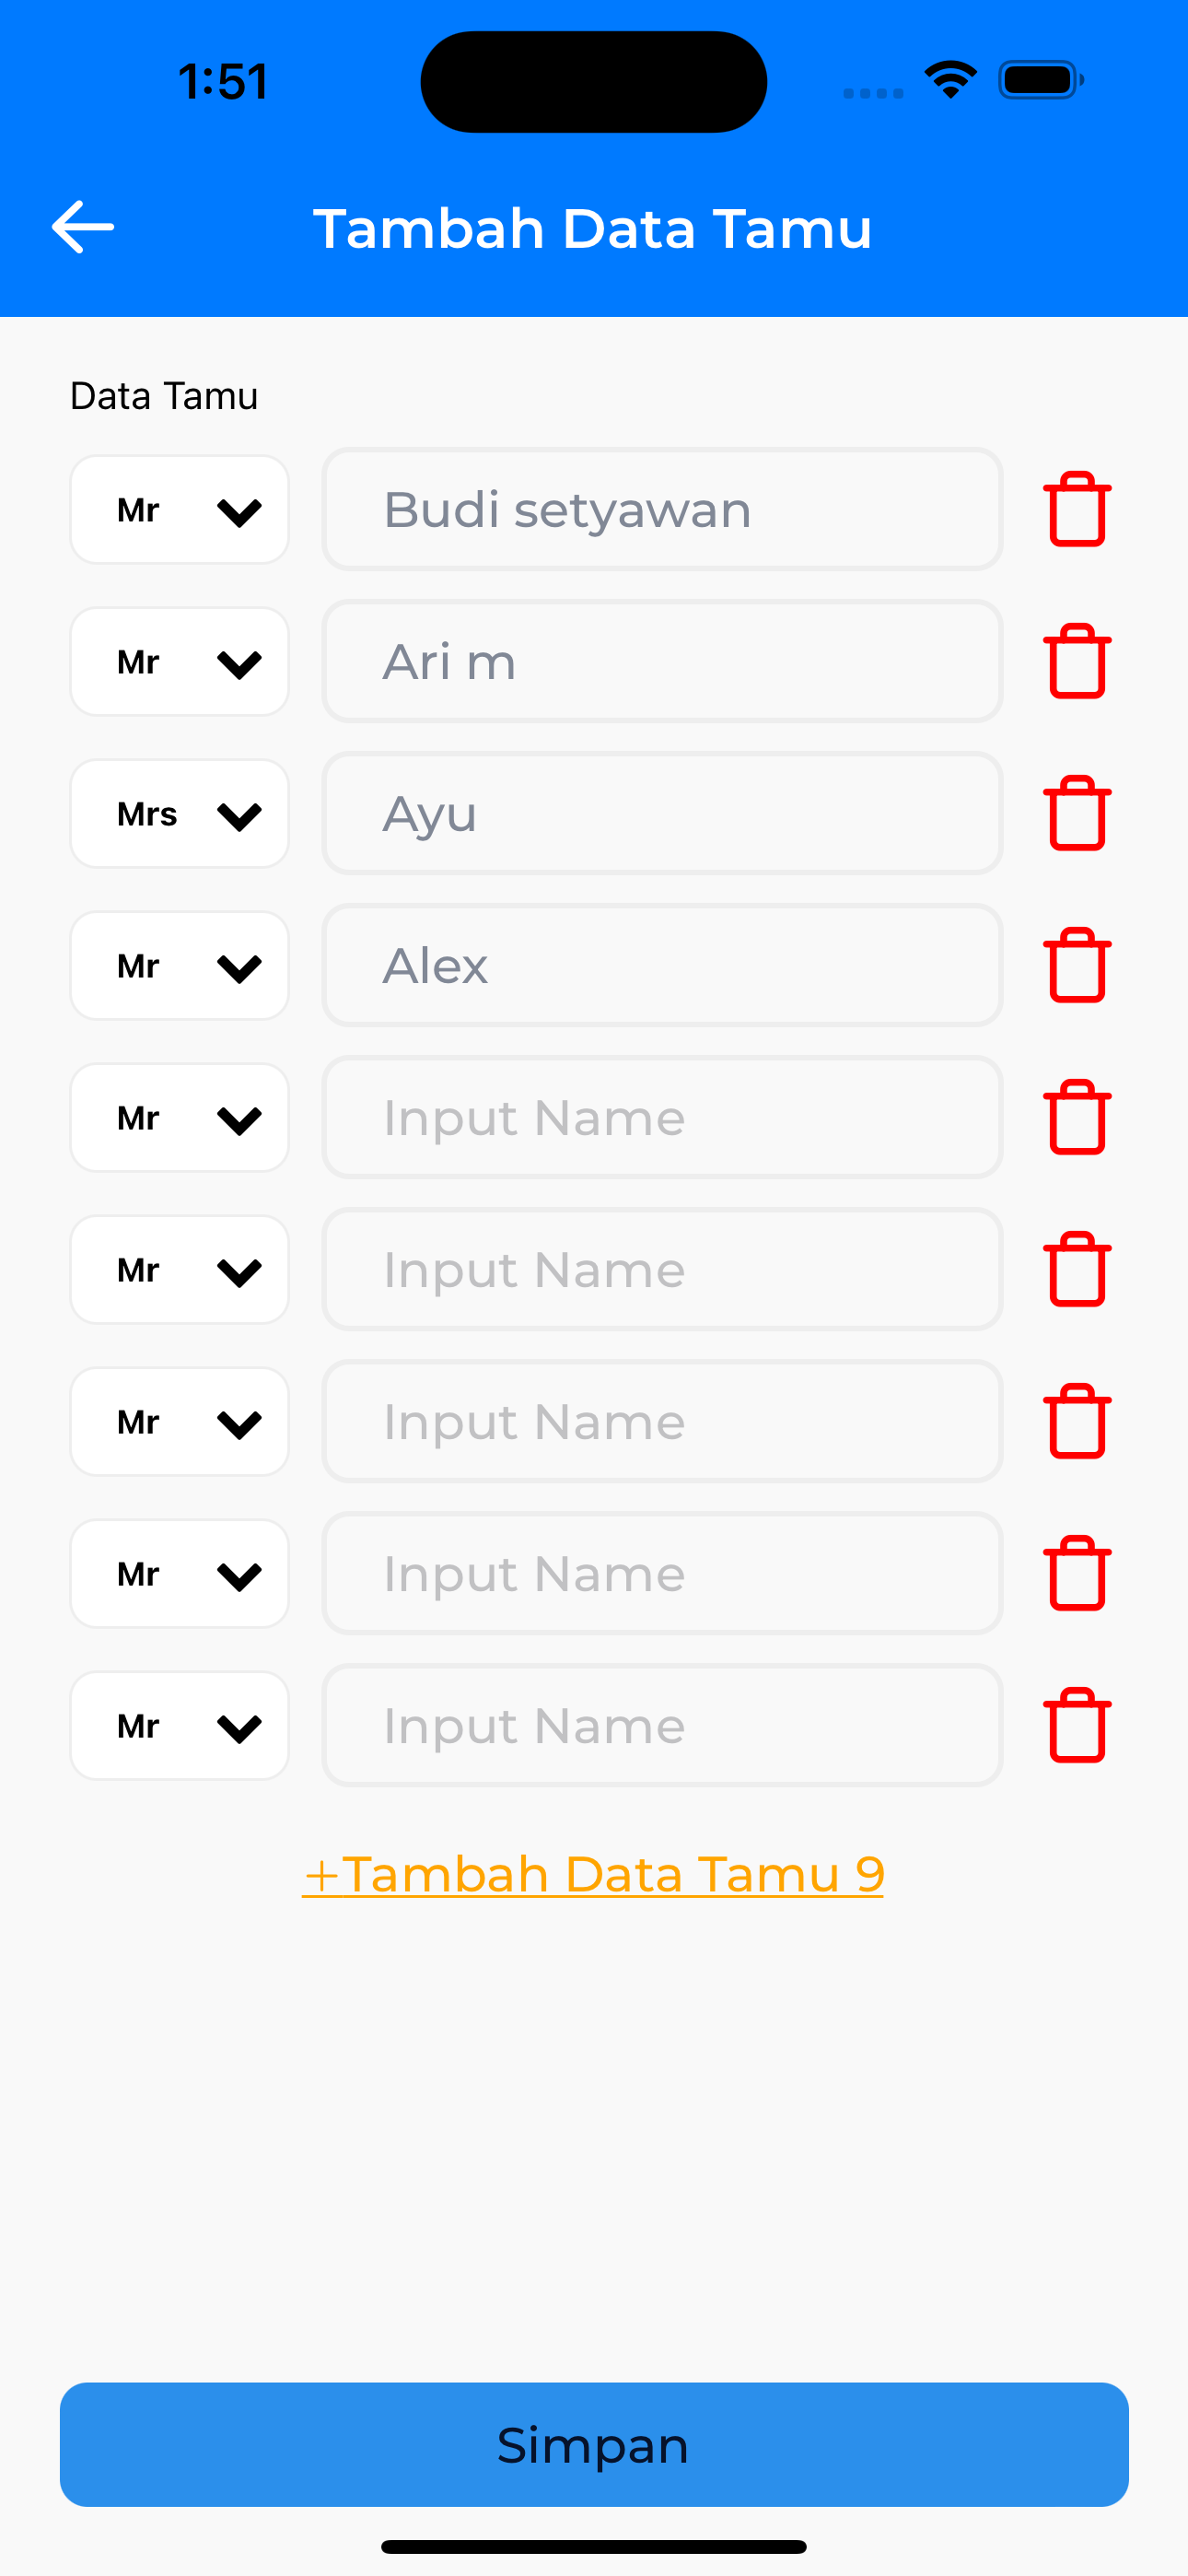 1:51
Tambah Data Tamu
Data Tamu
Mr Budi setyawan
Mr Ari m
Mrs Ayu
Mr Alex
Mr Input Name
Mr Input Name
Mr Input Name
Mr Input Name
Mr Input Name
+Tambah Data Tamu 9
Simpan